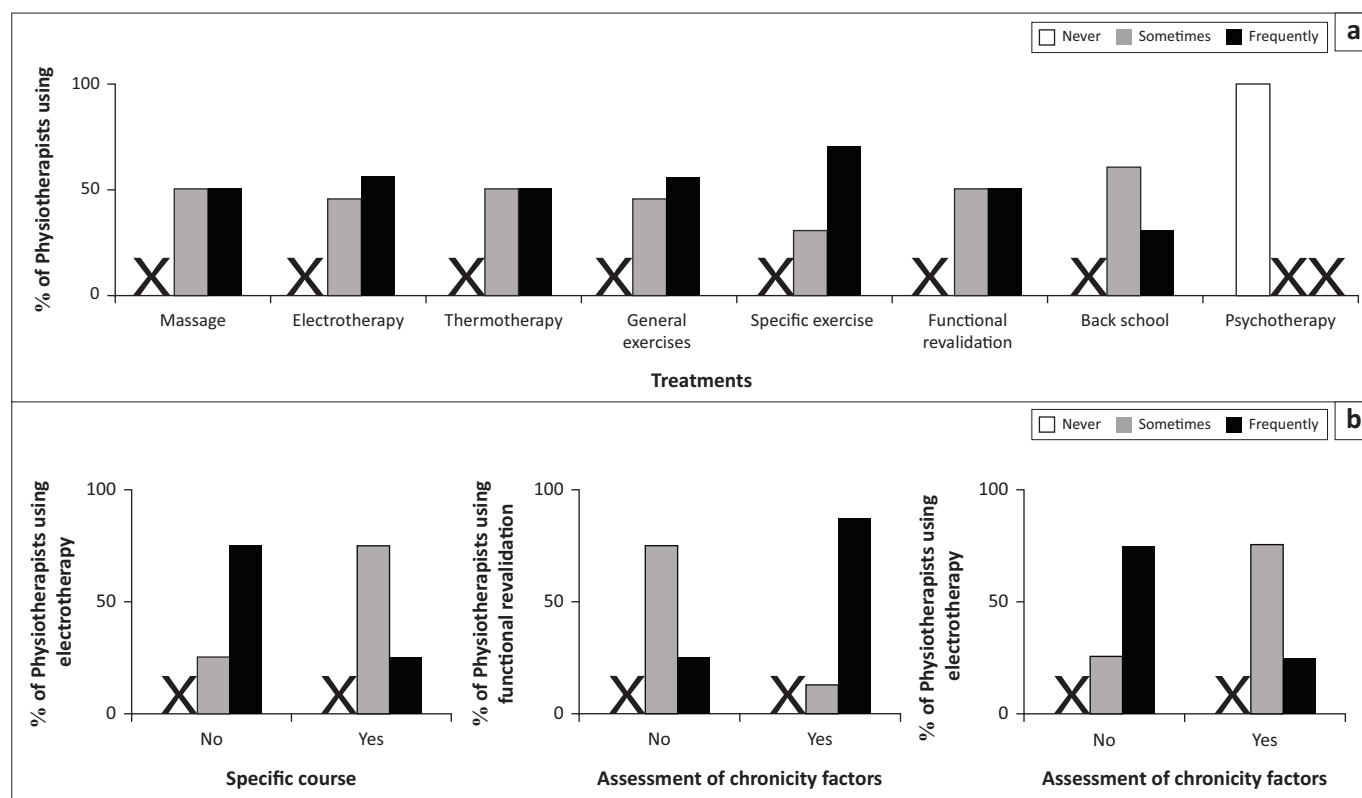 a
Never Sometimes Frequently
% of Physiotherapists using
100
50
0
X X X X X X X XX
Massage Electrotherapy Thermotherapy General exercises Specific exercise Functional revalidation Back school Psychotherapy
Treatments
b
Never Sometimes Frequently
% of Physiotherapists using
electrotherapy
100
50
0
X X
No Yes
Specific course
% of Physiotherapists using
functional revalidation
100
50
0
X X
No Yes
Assessment of chronicity factors
% of Physiotherapists using
electrotherapy
100
50
0
X X
No Yes
Assessment of chronicity factors